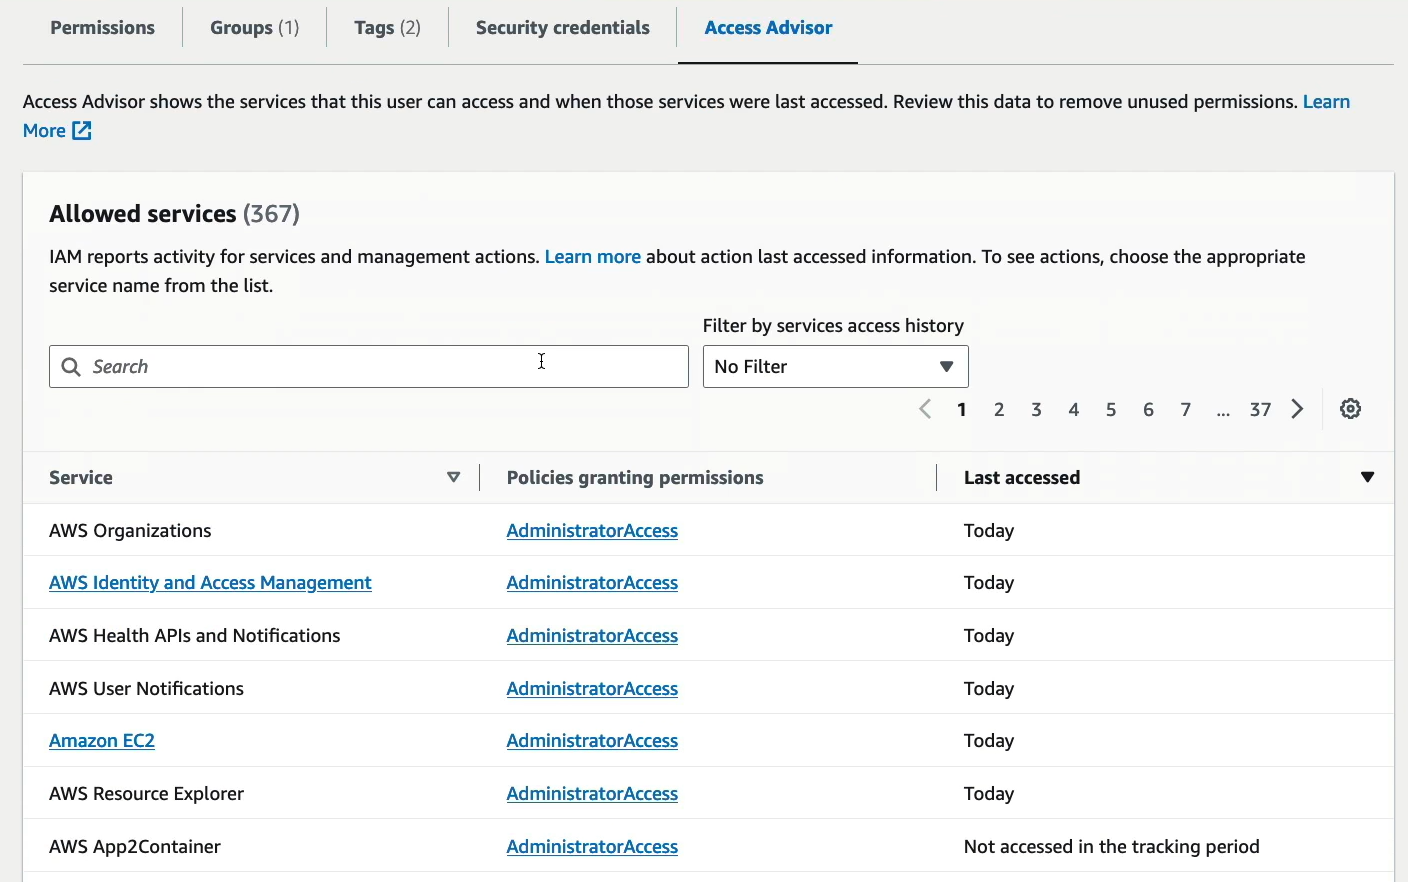 Permissions
Groups (1)
Tags (2)
Security credentials
Access Advisor
Access Advisor shows the services that this user can access and when those services were last accessed. Review this data to remove unused permissions. Learn
More
Allowed services (367)
IAM reports activity for services and management actions. Learn more about action last accessed information. To see actions, choose the appropriate
service name from the list.
Filter by services access history
Search
No Filter
1 2 3 4 5 6 7 ... 37
Service Policies granting permissions Last accessed
AWS Organizations AdministratorAccess Today
AWS Identity and Access Management AdministratorAccess Today
AWS Health APIs and Notifications AdministratorAccess Today
AWS User Notifications AdministratorAccess Today
Amazon EC2 AdministratorAccess Today
AWS Resource Explorer AdministratorAccess Today
AWS App2Container AdministratorAccess Not accessed in the tracking period